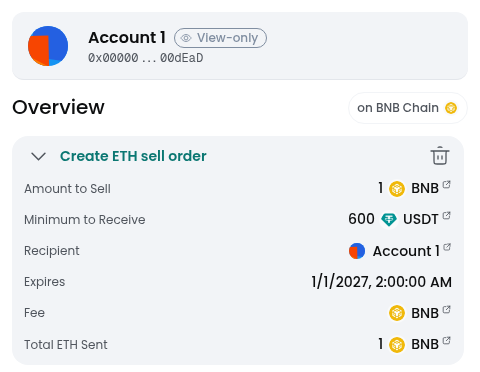 Account 1 View-only
0x00000...00dEaD
Overview on BNB Chain
Create ETH sell order
Amount to Sell 1 BNB
Minimum to Receive 600 USDT
Recipient Account 1
Expires 1/1/2027, 2:00:00 AM
Fee BNB
Total ETH Sent 1 BNB